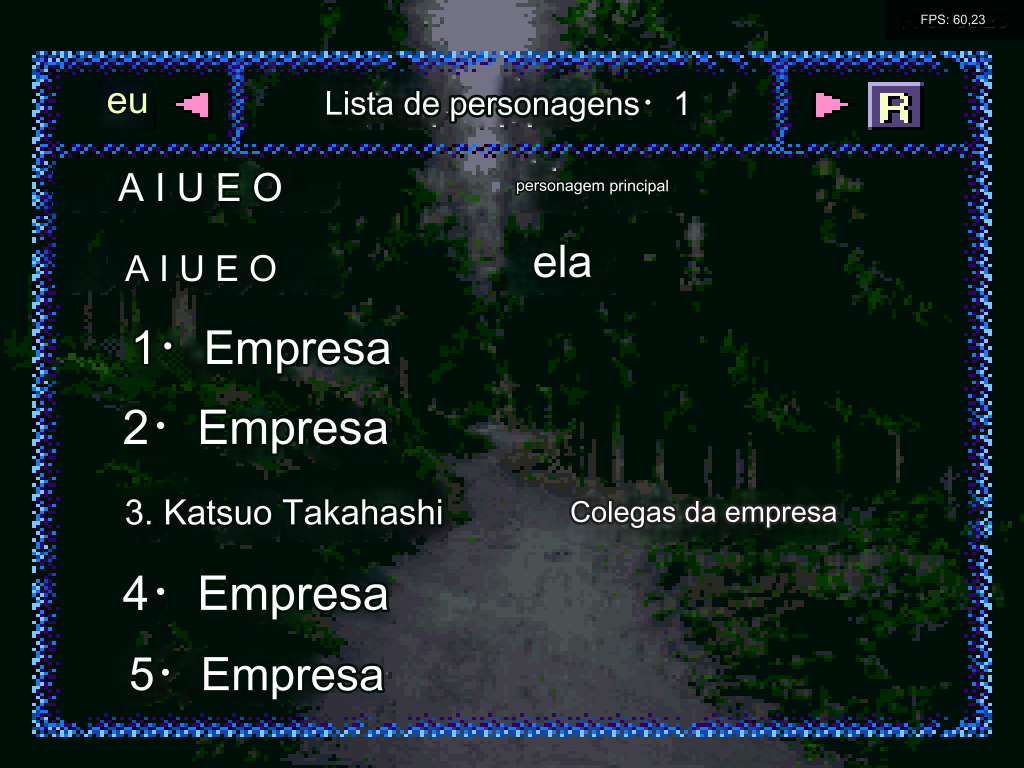 FPS: 60,23
eu Lista de personagens・ 1 R
A I U E O personagem principal
A I U E O ela
1・ Empresa
2・ Empresa
3. Katsuo Takahashi Colegas da empresa
4・ Empresa
5・ Empresa